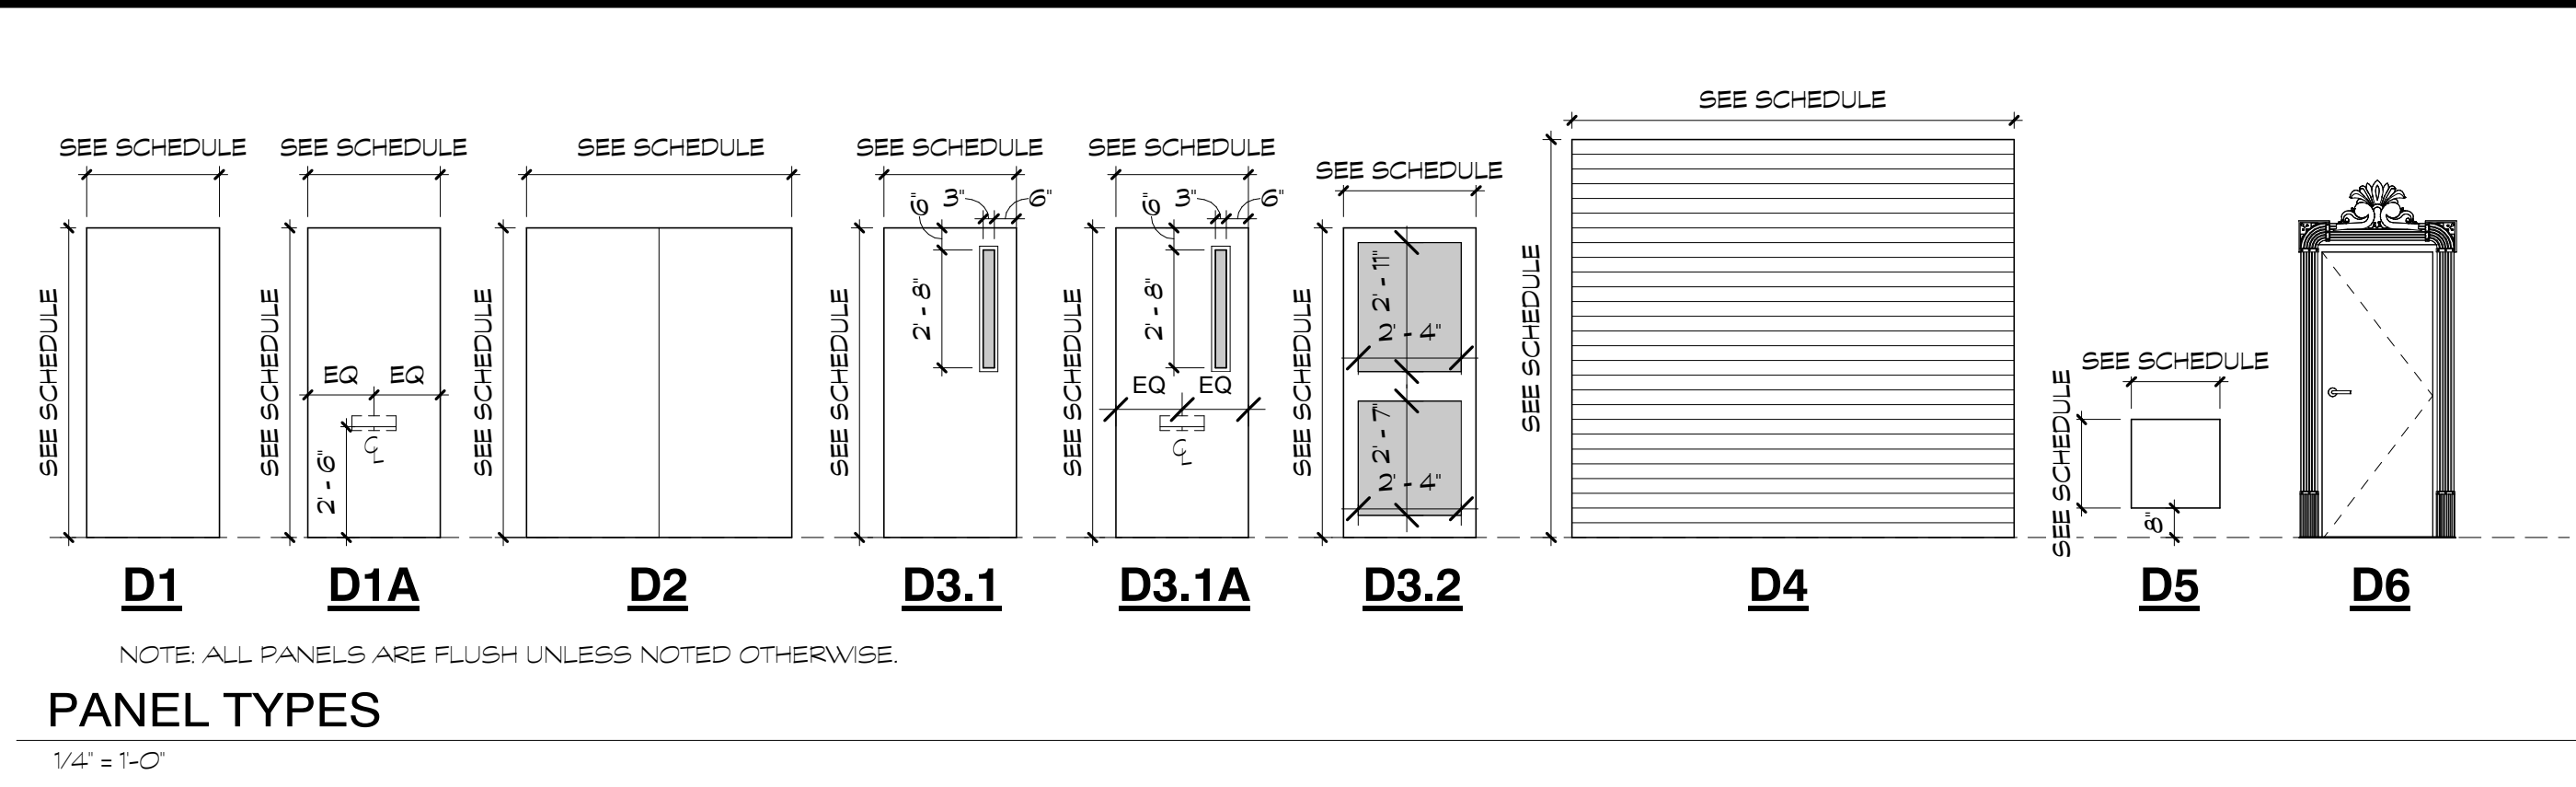 SEE SCHEDULE
SEE SCHEDULE
SEE SCHEDULE
SEE SCHEDULE
SEE SCHEDULE
SEE SCHEDULE
SEE SCHEDULE
SEE SCHEDULE
SEE SCHEDULE
SEE SCHEDULE
EQ EQ
2' - 6"
CL
SEE SCHEDULE
SEE SCHEDULE
6" 3" 6"
2' - 8"
SEE SCHEDULE
6" 3" 6"
2' - 8"
EQ EQ
CL
SEE SCHEDULE
2' - 11"
2' - 4"
2' - 7"
2' - 4"
SEE SCHEDULE
SEE SCHEDULE
SEE SCHEDULE
8"
D1 D1A D2 D3.1 D3.1A D3.2 D4 D5 D6
NOTE: ALL PANELS ARE FLUSH UNLESS NOTED OTHERWISE.
PANEL TYPES
1/4" = 1'-0"